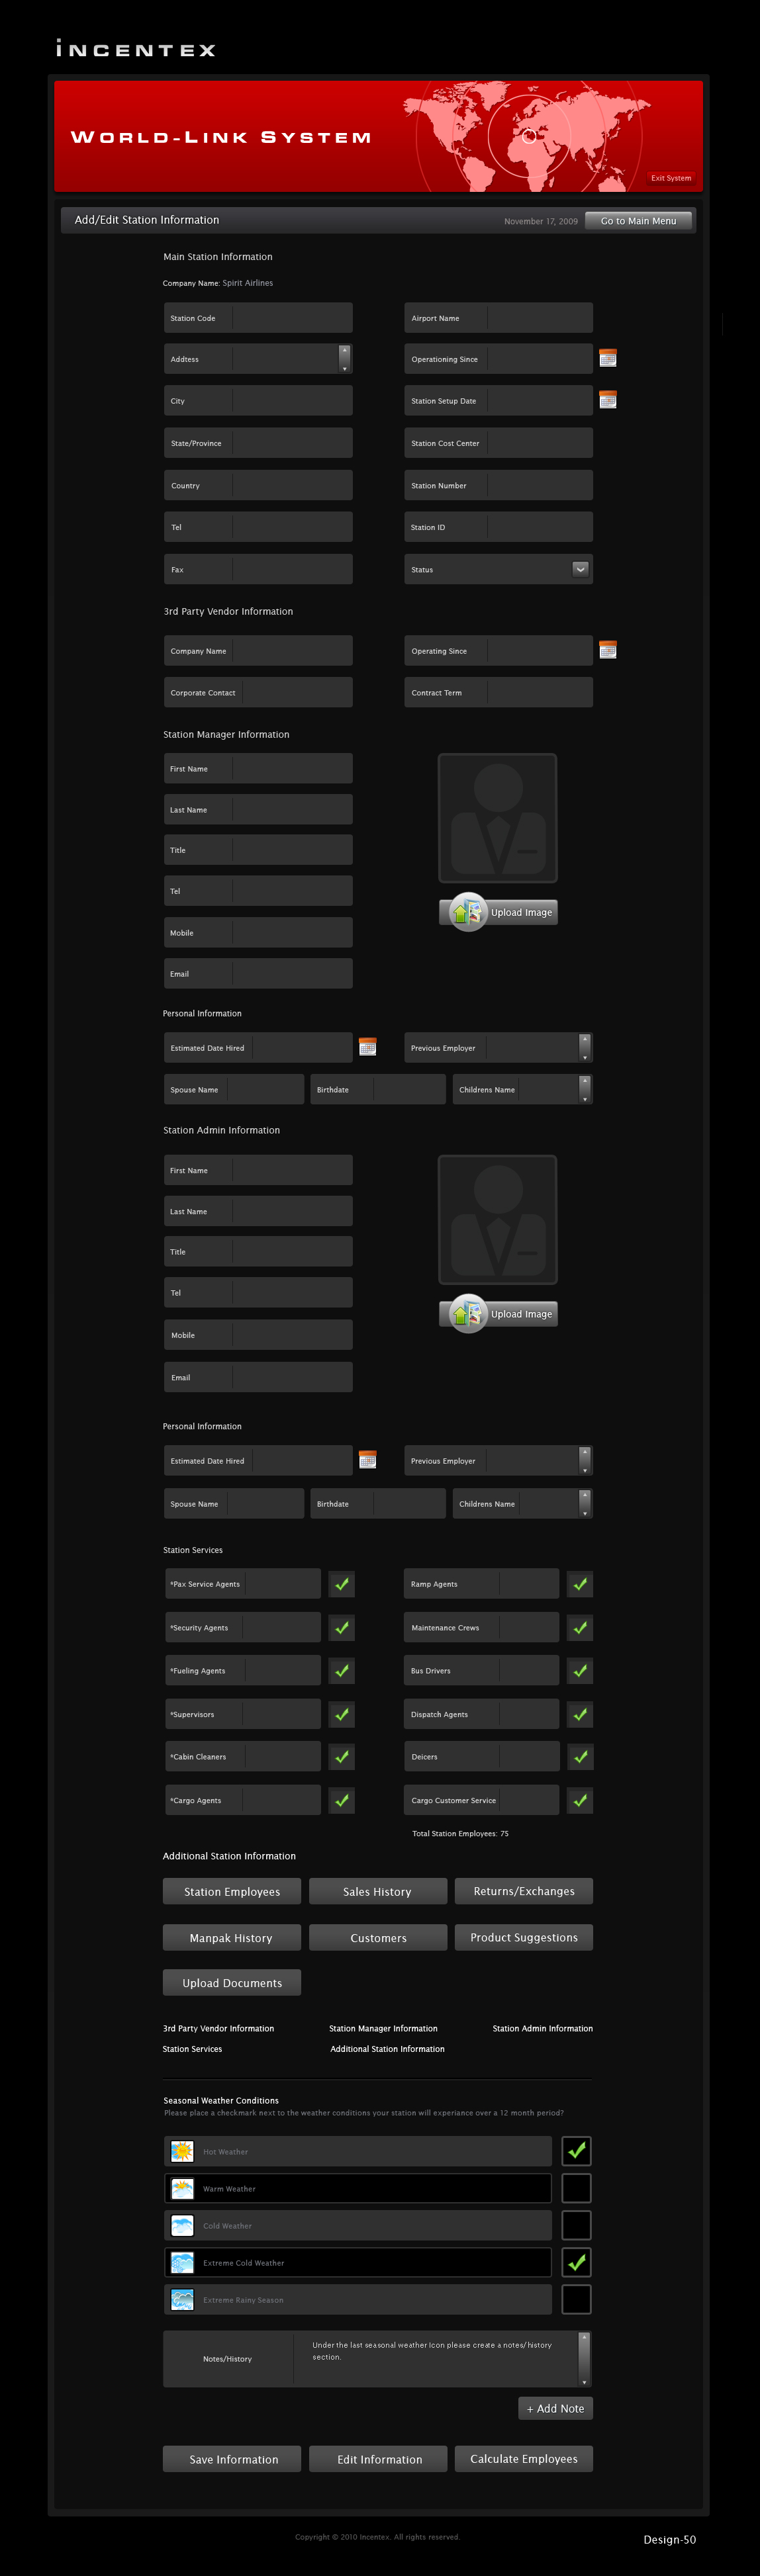 INCENTEX
WORLD-LINK SYSTEM
Exit System
Add/Edit Station Information
November 17, 2009
Go to Main Menu
Main Station Information
Company Name: Spirit Airlines
Station Code
Airport Name
Addtess
Operationing Since
City
Station Setup Date
State/Province
Station Cost Center
Country
Station Number
Tel
Station ID
Fax
Status
3rd Party Vendor Information
Company Name
Operating Since
Corporate Contact
Contract Term
Station Manager Information
First Name
Last Name
Title
Tel
Upload Image
Mobile
Email
Personal Information
Estimated Date Hired
Previous Employer
Spouse Name
Birthdate
Childrens Name
Station Admin Information
First Name
Last Name
Title
Tel
Upload Image
Mobile
Email
Personal Information
Estimated Date Hired
Previous Employer
Spouse Name
Birthdate
Childrens Name
Station Services
*Pax Service Agents
Ramp Agents
*Security Agents
Maintenance Crews
*Fueling Agents
Bus Drivers
*Supervisors
Dispatch Agents
*Cabin Cleaners
Deicers
*Cargo Agents
Cargo Customer Service
Total Station Employees: 75
Additional Station Information
Station Employees
Sales History
Returns/Exchanges
Manpak History
Customers
Product Suggestions
Upload Documents
3rd Party Vendor Information
Station Manager Information
Station Admin Information
Station Services
Additional Station Information
Seasonal Weather Conditions
Please place a checkmark next to the weather conditions your station will experiance over a 12 month period?
Hot Weather
Warm Weather
Cold Weather
Extreme Cold Weather
Extreme Rainy Season
Notes/History
Under the last seasonal weather Icon please create a notes/history
section.
+ Add Note
Save Information
Edit Information
Calculate Employees
Copyright © 2010 Incentex. All rights reserved.
Design-50